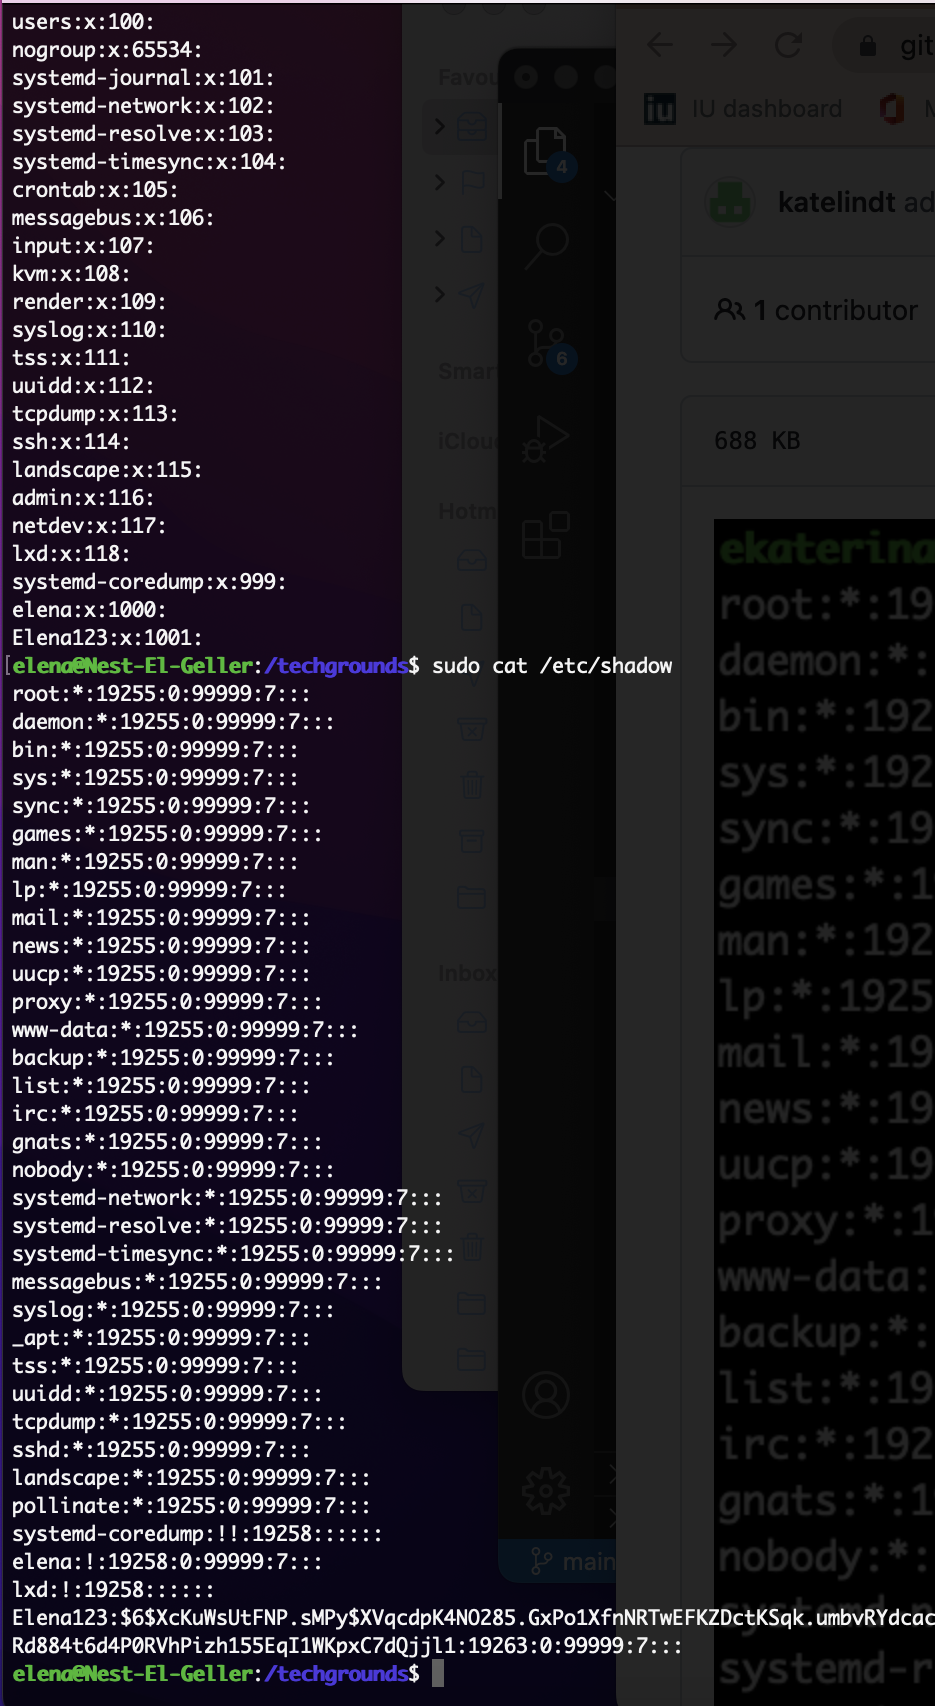 users:x:100:
nogroup:x:65534:
systemd-journal:x:101:
systemd-network:x:102:
systemd-resolve:x:103:
systemd-timesync:x:104:
crontab:x:105:
messagebus:x:106:
input:x:107:
kvm:x:108:
render:x:109:
syslog:x:110:
tss:x:111:
uuidd:x:112:
tcpdump:x:113:
ssh:x:114:
landscape:x:115:
admin:x:116:
netdev:x:117:
lxd:x:118:
systemd-coredump:x:999:
elena:x:1000:
Elena123:x:1001:
[elena@Nest-El-Geller:/techgrounds$ sudo cat /etc/shadow
root:*:19255:0:99999:7:::
daemon:*:19255:0:99999:7:::
bin:*:19255:0:99999:7:::
sys:*:19255:0:99999:7:::
sync:*:19255:0:99999:7:::
games:*:19255:0:99999:7:::
man:*:19255:0:99999:7:::
lp:*:19255:0:99999:7:::
mail:*:19255:0:99999:7:::
news:*:19255:0:99999:7:::
uucp:*:19255:0:99999:7:::
proxy:*:19255:0:99999:7:::
www-data:*:19255:0:99999:7:::
backup:*:19255:0:99999:7:::
list:*:19255:0:99999:7:::
irc:*:19255:0:99999:7:::
gnats:*:19255:0:99999:7:::
nobody:*:19255:0:99999:7:::
systemd-network:*:19255:0:99999:7:::
systemd-resolve:*:19255:0:99999:7:::
systemd-timesync:*:19255:0:99999:7:::
messagebus:*:19255:0:99999:7:::
syslog:*:19255:0:99999:7:::
_apt:*:19255:0:99999:7:::
tss:*:19255:0:99999:7:::
uuidd:*:19255:0:99999:7:::
tcpdump:*:19255:0:99999:7:::
sshd:*:19255:0:99999:7:::
landscape:*:19255:0:99999:7:::
pollinate:*:19255:0:99999:7:::
systemd-coredump:!!:19258::::::
elena:!:19258:0:99999:7:::
lxd:!:19258::::::
Elena123:$6$XcKuWsUtFNP.sMPy$XVqcdpK4NO285.GxPo1XfnNRTwEFKZDctKSqk.umbvRYdcac
Rd884t6d4P0RVhPizh155EqI1WKpxC7dQjjl1:19263:0:99999:7:::
elena@Nest-El-Geller:/techgrounds$
Favou
Smar
iClou
Hotm
Inbox
4
6
main
git
iu IU dashboard M
katelindt ad
1 contributor
688 KB
ekaterina
root:*:19
daemon:*:
bin:*:192
sys:*:192
sync:*:19
games:*:1
man:*:192
lp:*:1925
mail:*:19
news:*:19
uucp:*:19
proxy:*:1
www-data:
backup:*:
list:*:19
irc:*:192
gnats:*:1
nobody:*:
systemd-n
systemd-r